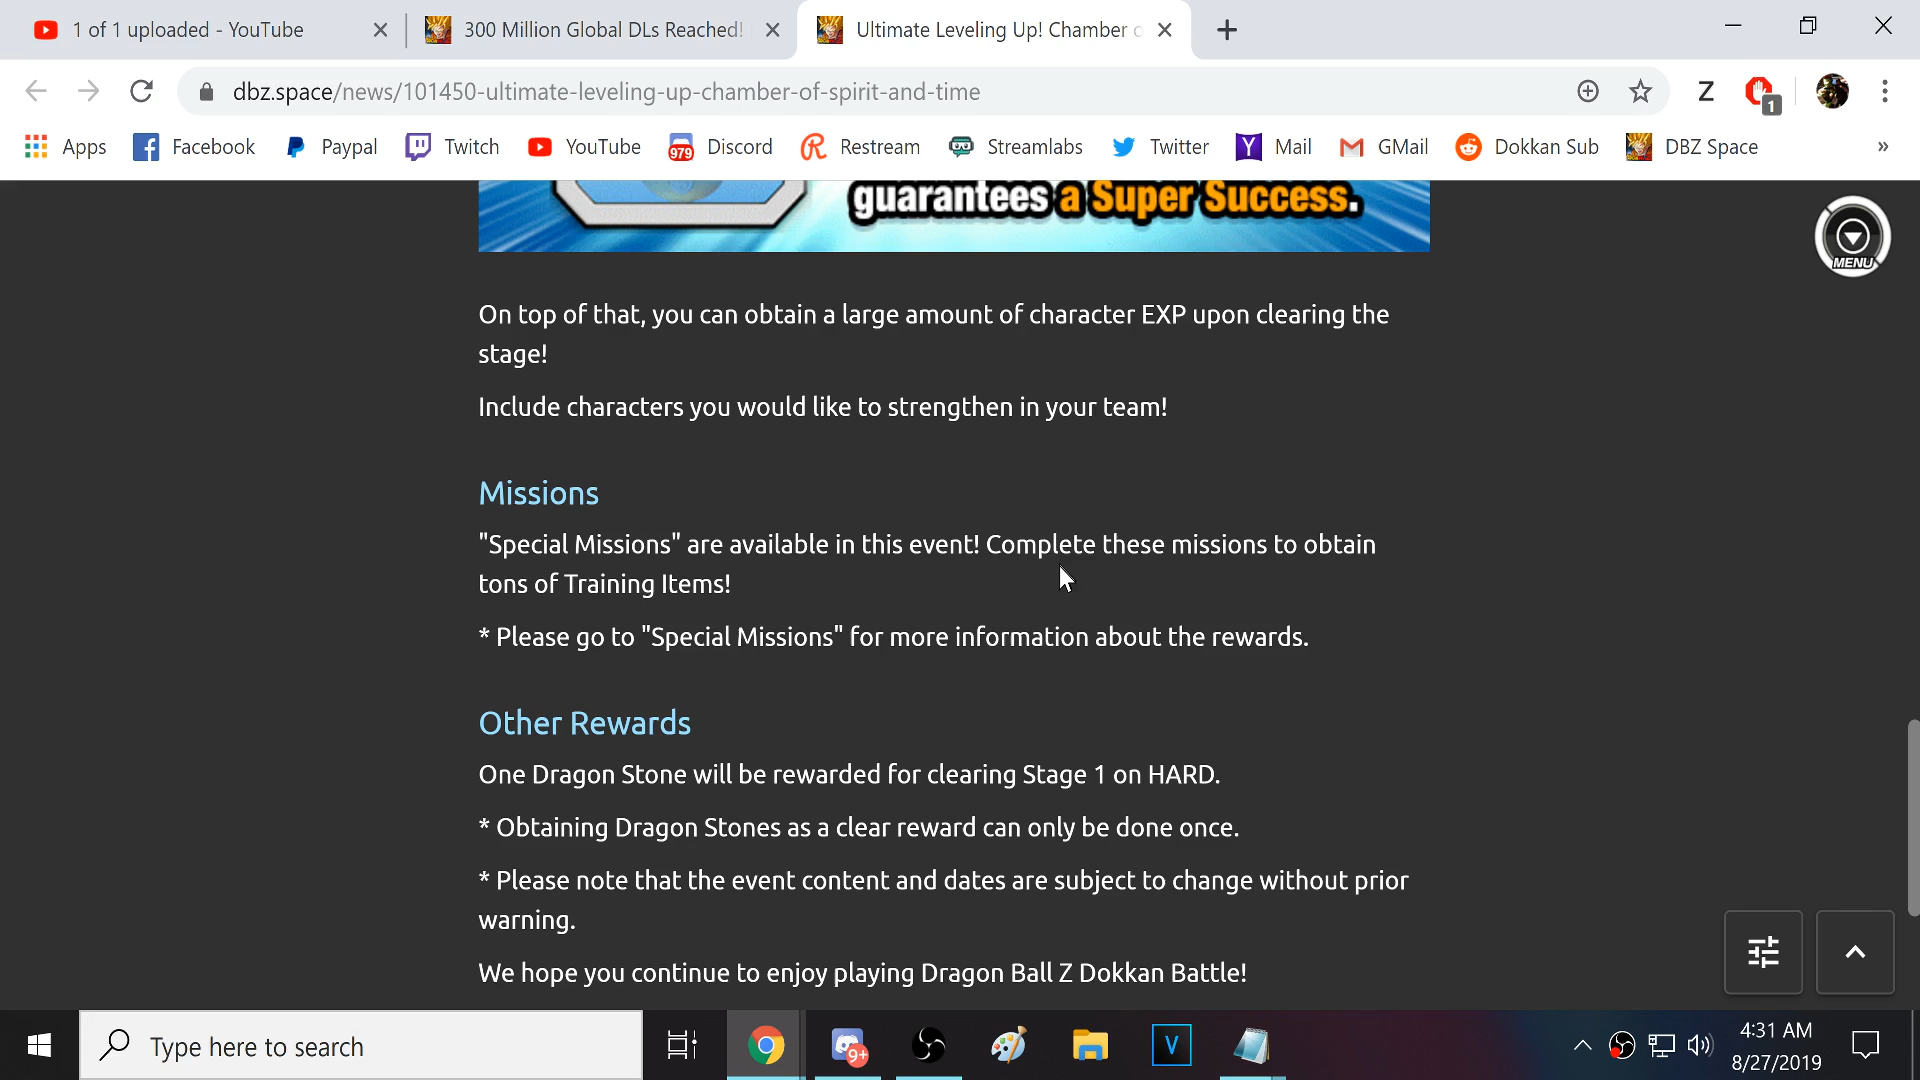 1 of 1 uploaded - YouTube
300 Million Global DLs Reached!
Ultimate Leveling Up! Chamber
dbz.space/news/101450-ultimate-leveling-up-chamber-of-spirit-and-time
Z
1
Apps
Facebook
Paypal
Twitch
YouTube
979
Discord
Restream
Streamlabs
Twitter
Mail
GMail
Dokkan Sub
DBZ Space
»
guarantees a Super Success.
MENU
On top of that, you can obtain a large amount of character EXP upon clearing the
stage!
Include characters you would like to strengthen in your team!
Missions
"Special Missions" are available in this event! Complete these missions to obtain
tons of Training Items!
* Please go to "Special Missions" for more information about the rewards.
Other Rewards
One Dragon Stone will be rewarded for clearing Stage 1 on HARD.
* Obtaining Dragon Stones as a clear reward can only be done once.
* Please note that the event content and dates are subject to change without prior
warning.
We hope you continue to enjoy playing Dragon Ball Z Dokkan Battle!
Type here to search
9+
V
4:31 AM
8/27/2019